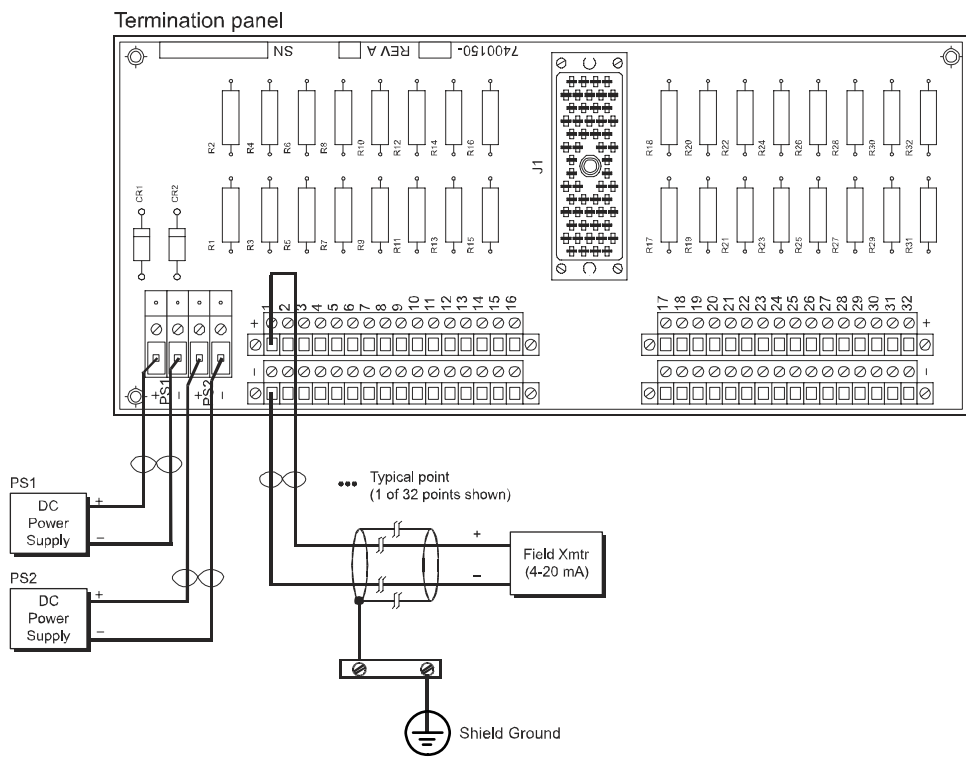 Termination panel
SN
REV A
7400150-
R2
R4
R6
R8
R10
R12
R14
R16
J1
R18
R20
R22
R24
R26
R28
R30
R32
CR1
CR2
R1
R3
R5
R7
R9
R11
R13
R15
R17
R19
R21
R23
R25
R27
R29
R31
1 2 3 4 5 6 7 8 9 10 11 12 13 14 15 16
17 18 19 20 21 22 23 24 25 26 27 28 29 30 31 32
+ +
– –
PS1 PS2
+ – + –
PS1
DC
Power
Supply
+
–
PS2
DC
Power
Supply
+
–
••• Typical point
(1 of 32 points shown)
+
–
Field Xmtr
(4-20 mA)
Shield Ground